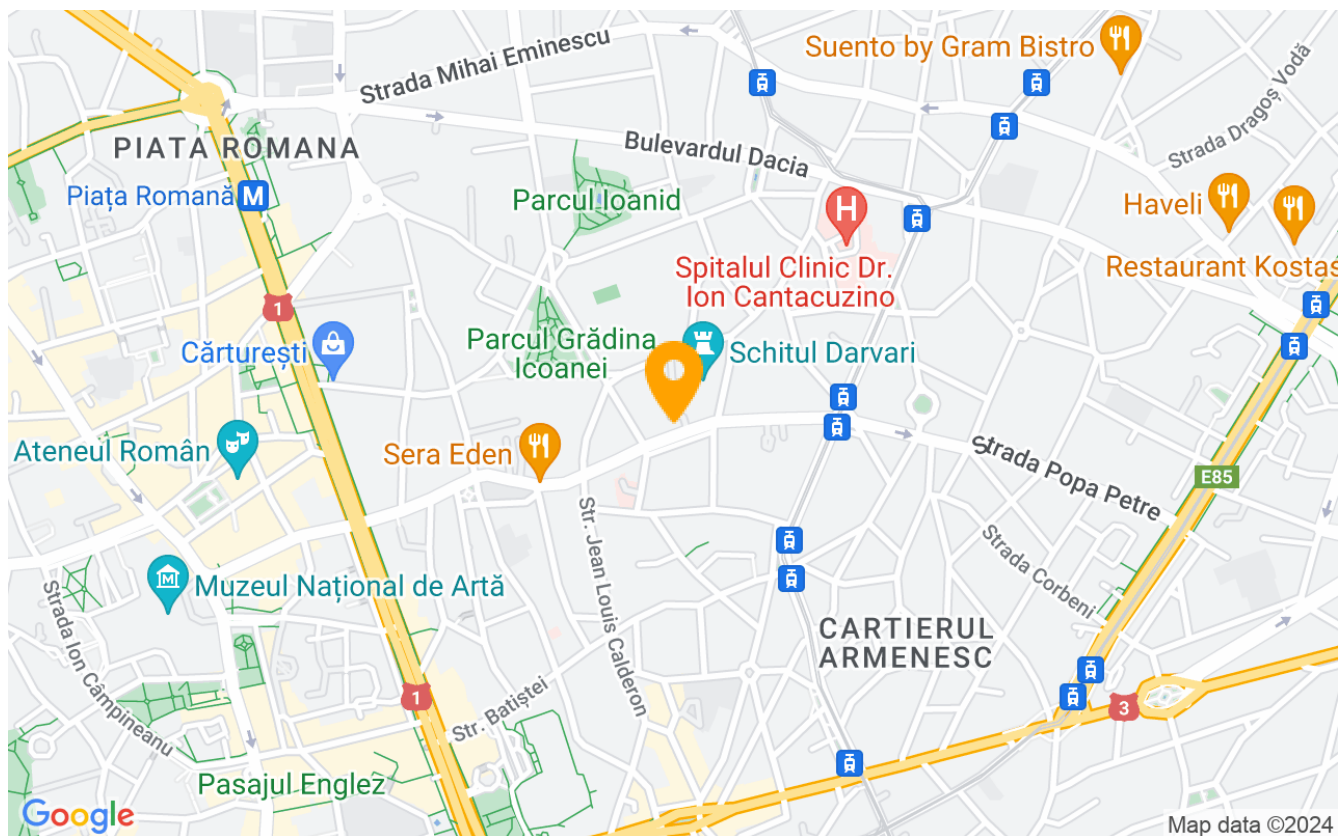 Suento by Gram Bistro
Strada Mihai Eminescu
Strada Dragoș Vodă
PIATA ROMANA
Bulevardul Dacia
Piața Romană
M
Parcul Ioanid
H
Haveli
Spitalul Clinic Dr.
Ion Cantacuzino
Restaurant Kostas
1
Cărturești
Parcul Grădina
Icoanei
Schitul Darvari
Ateneul Român
Sera Eden
Strada Popa Petre
E85
Str. Jean Louis Calderon
Strada Corbeni
M
Muzeul Național de Artă
Strada Ion Câmpineanu
CARTIERUL
ARMENESC
1
Str. Batiștei
3
Pasajul Englez
Google
Map data ©2024